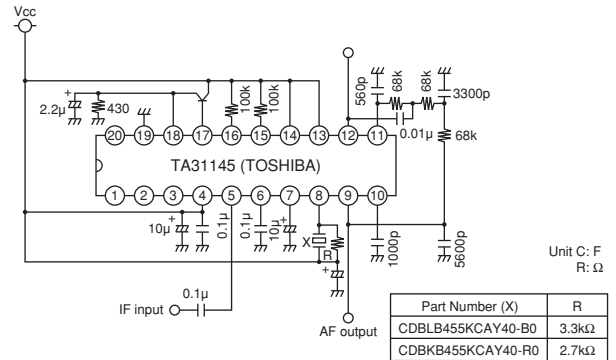 Vcc
+
2.2µ
430
100k
100k
560p
68k
68k
3300p
0.01µ
68k
20
19
18
17
16
15
14
13
12
11
TA31145 (TOSHIBA)
1
2
3
4
5
6
7
8
9
10
+
10µ
0.1µ
0.1µ
10µ
+
X
R
+
1000p
5600p
Unit C: F
R: Ω
0.1µ
IF input
AF output
Part Number (X) R
CDBLB455KCAY40-B0 3.3kΩ
CDBKB455KCAY40-R0 2.7kΩ